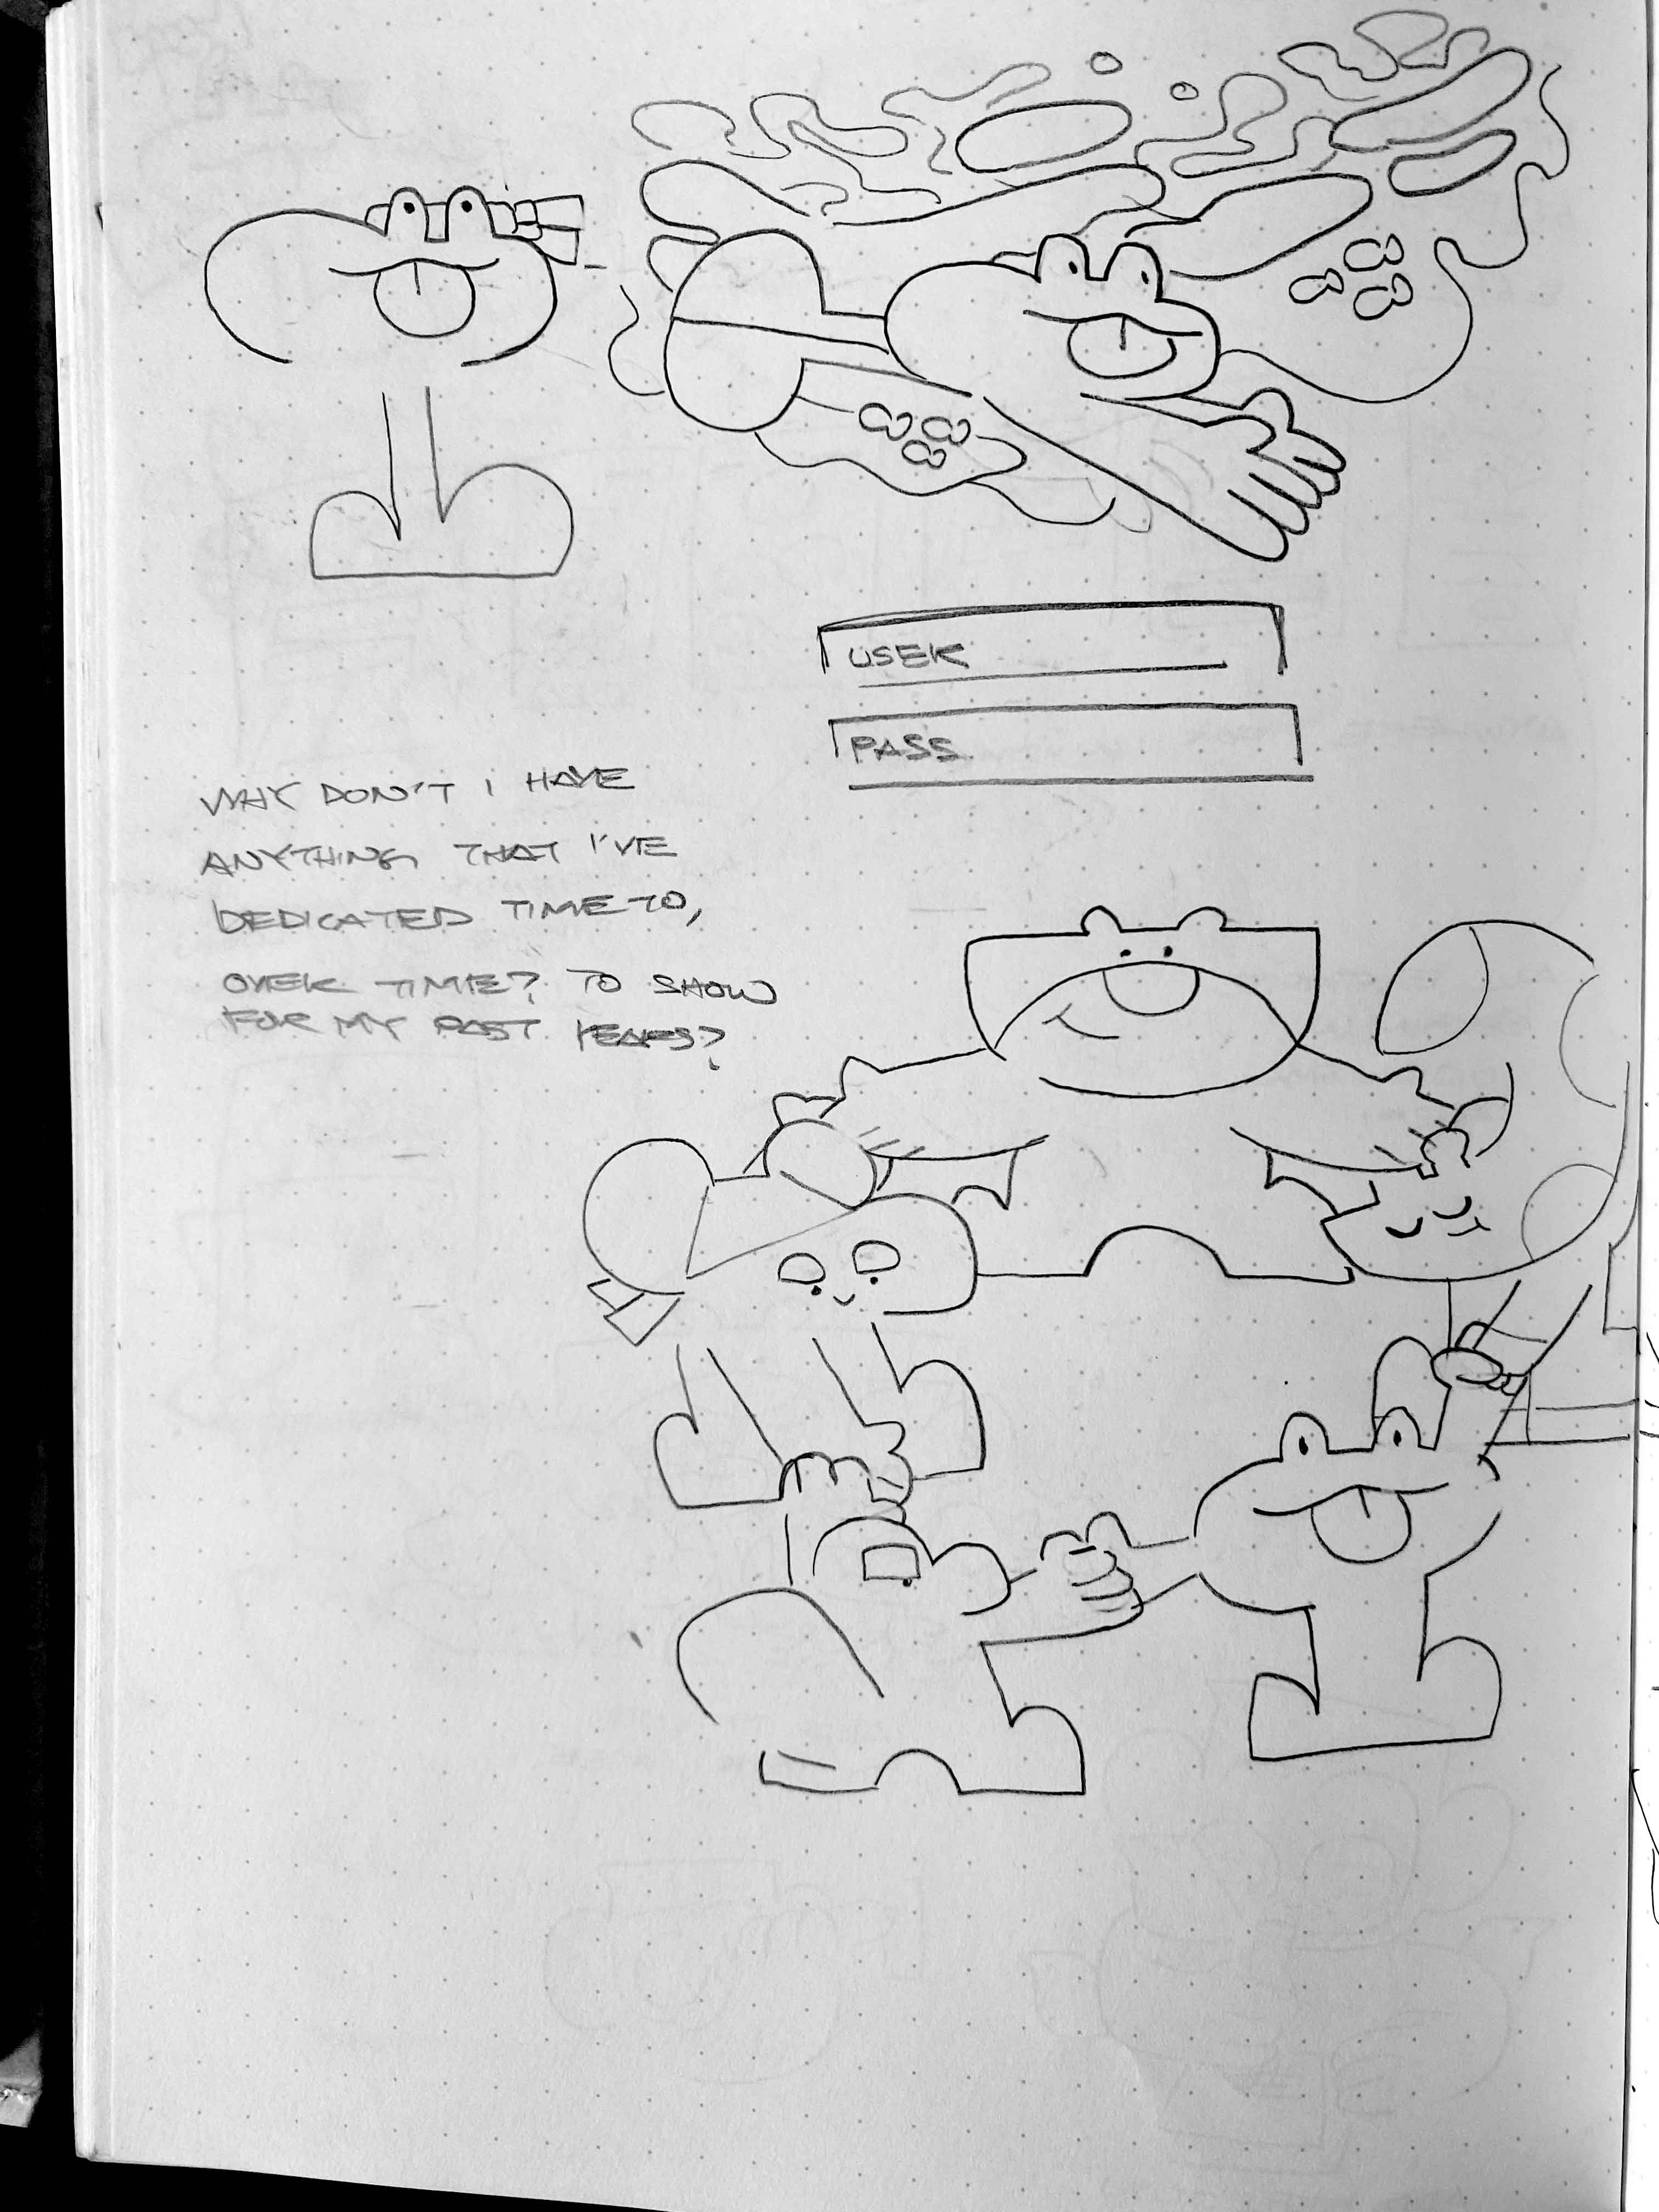 USER
PASS
WHY DON'T I HAVE
ANYTHING THAT I'VE
DEDICATED TIME TO,
OVER TIME? TO SHOW
FOR MY PAST YEARS?